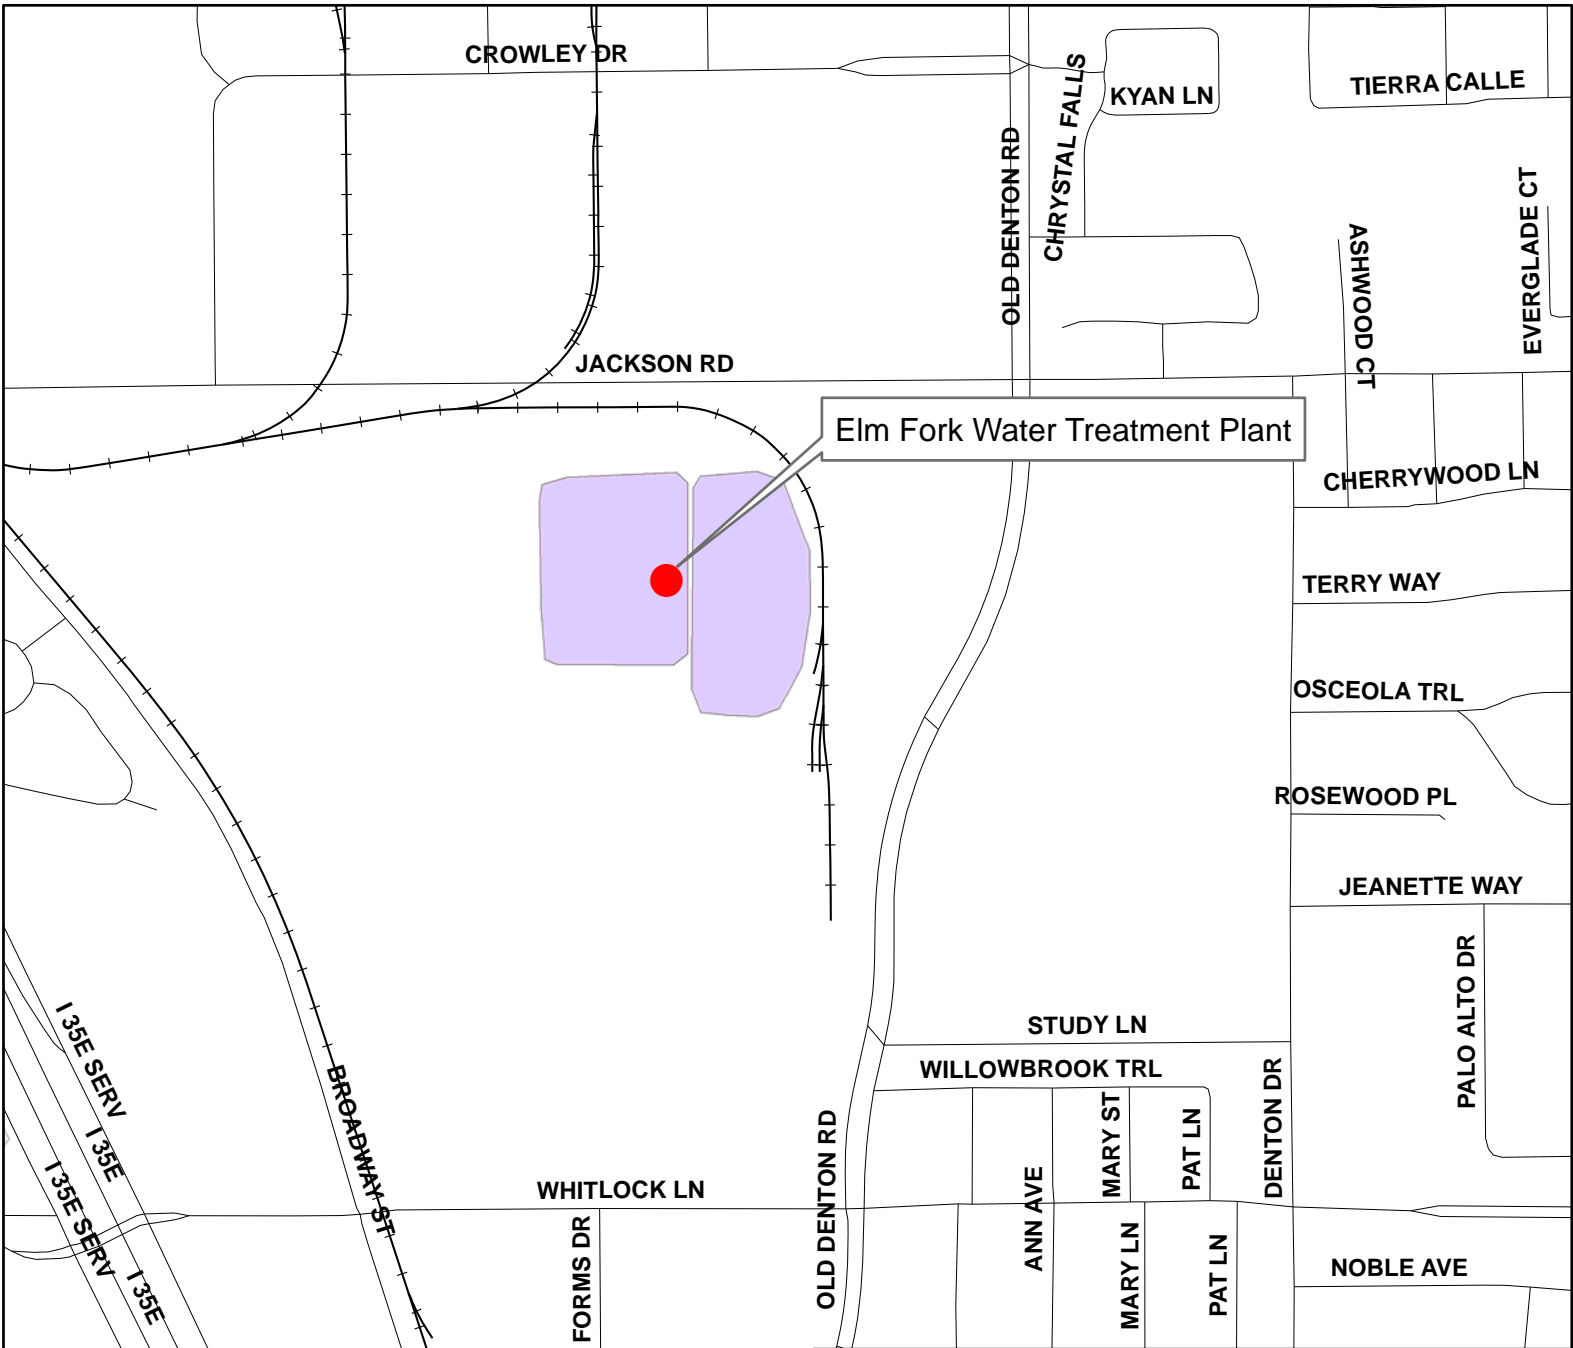 CROWLEY DR
CHRYSTAL FALLS
KYAN LN
TIERRA CALLE
OLD DENTON RD
EVERGLADE CT
ASHWOOD CT
JACKSON RD
Elm Fork Water Treatment Plant
CHERRYWOOD LN
TERRY WAY
OSCEOLA TRL
ROSEWOOD PL
JEANETTE WAY
PALO ALTO DR
I 35E SERV
STUDY LN
WILLOWBROOK TRL
DENTON DR
BROADWAY ST
I 35E
MARY ST
PAT LN
OLD DENTON RD
I 35E SERV
WHITLOCK LN
ANN AVE
FORMS DR
MARY LN
PAT LN
NOBLE AVE
I 35E